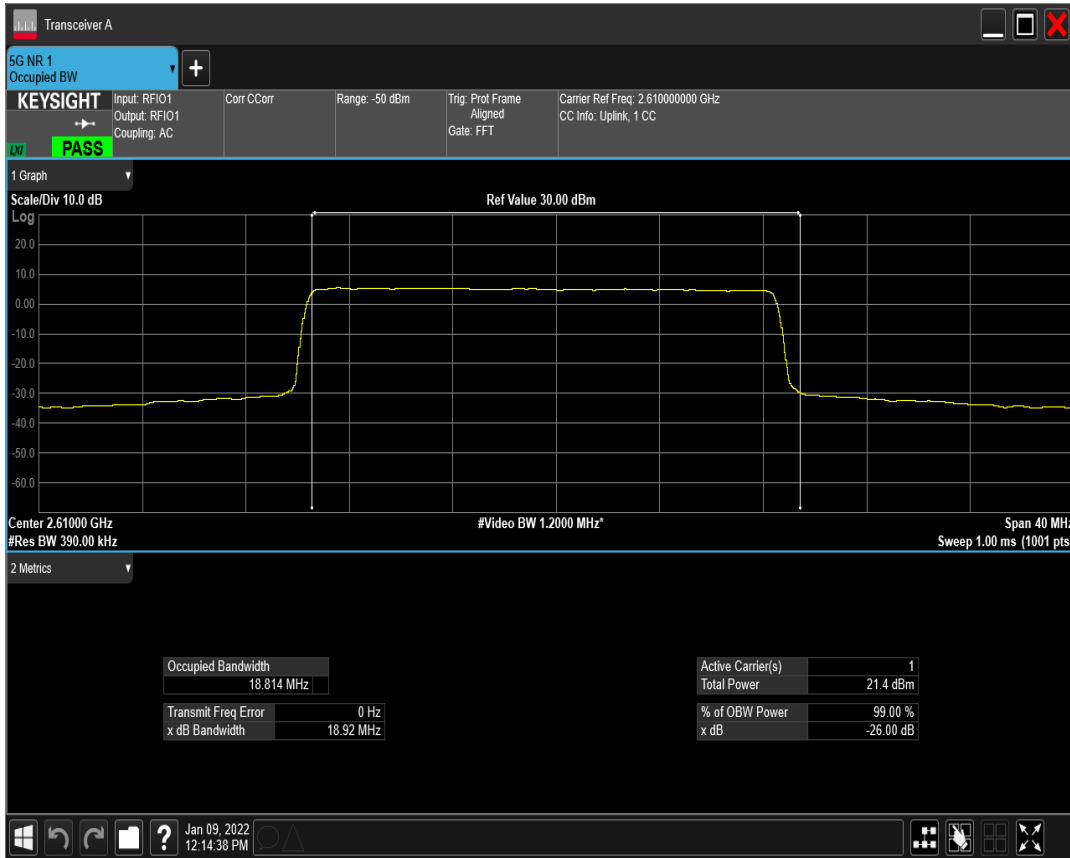 Transceiver A
5G NR 1
Occupied BW
+
KEYSIGHT
LXI
PASS
Input: RFIO1
Output: RFIO1
Coupling: AC
Corr CCorr
Range: -50 dBm
Trig: Prot Frame
Aligned
Gate: FFT
Carrier Ref Freq: 2.610000000 GHz
CC Info: Uplink, 1 CC
1 Graph
Scale/Div 10.0 dB
Ref Value 30.00 dBm
Log
20.0
10.0
0.00
-10.0
-20.0
-30.0
-40.0
-50.0
-60.0
Center 2.61000 GHz
#Video BW 1.2000 MHz*
Span 40 MHz
#Res BW 390.00 kHz
Sweep 1.00 ms (1001 pts
2 Metrics
Occupied Bandwidth
18.814 MHz
Transmit Freq Error 0 Hz
x dB Bandwidth 18.92 MHz
Active Carrier(s) 1
Total Power 21.4 dBm
% of OBW Power 99.00 %
x dB -26.00 dB
?
Jan 09, 2022
12:14:38 PM